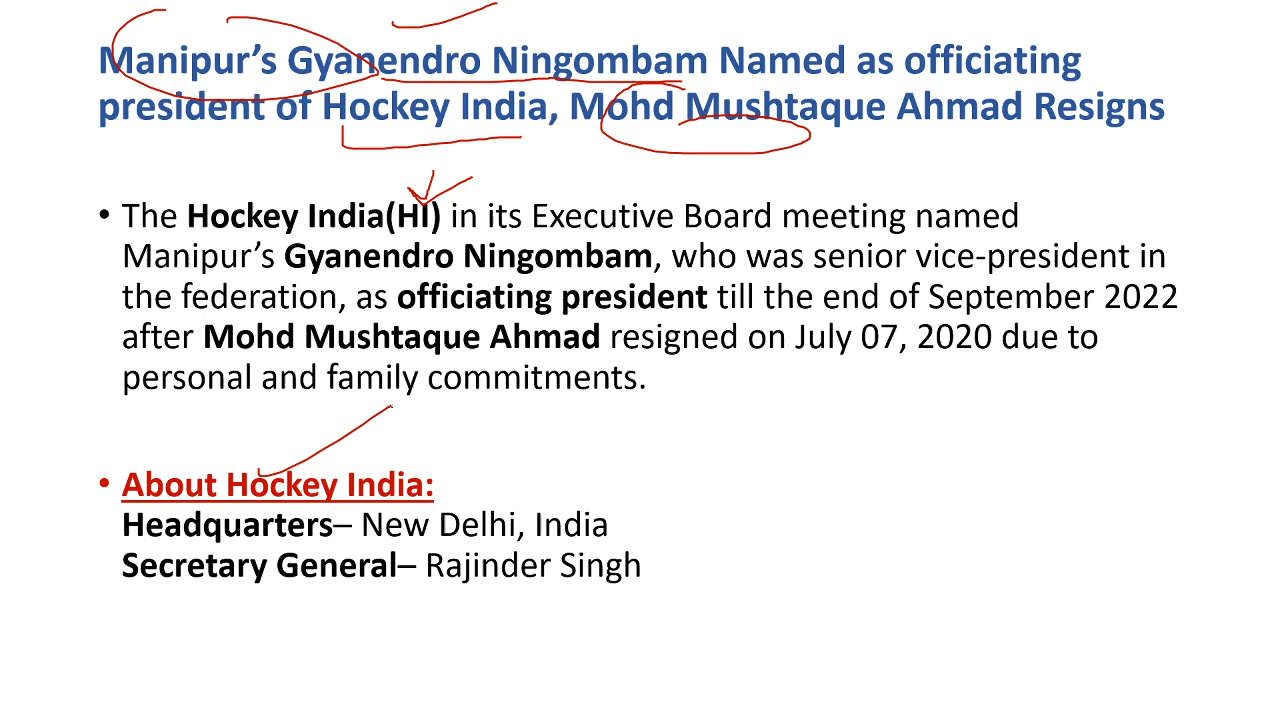 Manipur’s Gyanendro Ningombam Named as officiating
president of Hockey India, Mohd Mushtaque Ahmad Resigns
• The Hockey India(HI) in its Executive Board meeting named
Manipur’s Gyanendro Ningombam, who was senior vice-president in
the federation, as officiating president till the end of September 2022
after Mohd Mushtaque Ahmad resigned on July 07, 2020 due to
personal and family commitments.
• About Hockey India:
Headquarters– New Delhi, India
Secretary General– Rajinder Singh